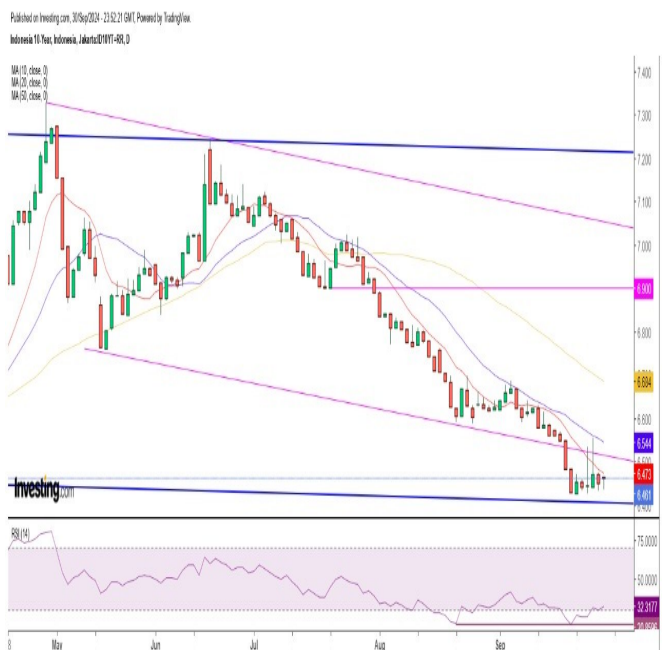 Published on Investing.com, 30/Sep/2024 - 23:52:21 GMT, Powered by TradingView.
Indonesia 10-Year, Indonesia, Jakarta:ID10YT=RR, D
MA (10, close, 0)
MA (20, close, 0)
MA (50, close, 0)
7.400
7.300
7.200
7.100
7.000
6.900
6.800
6.684
6.600
6.544
6.473
6.461
6.400
Investing.com
RSI (14)
75.0000
50.0000
32.3177
May
Jun
Jul
Aug
Sep